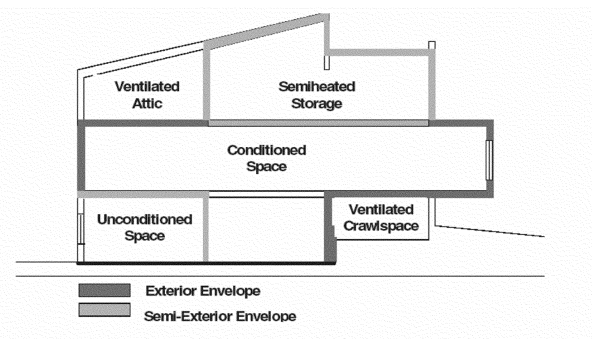 Ventilated
Attic
Semiheated
Storage
Conditioned
Space
Unconditioned
Space
Ventilated
Crawlspace
Exterior Envelope
Semi-Exterior Envelope